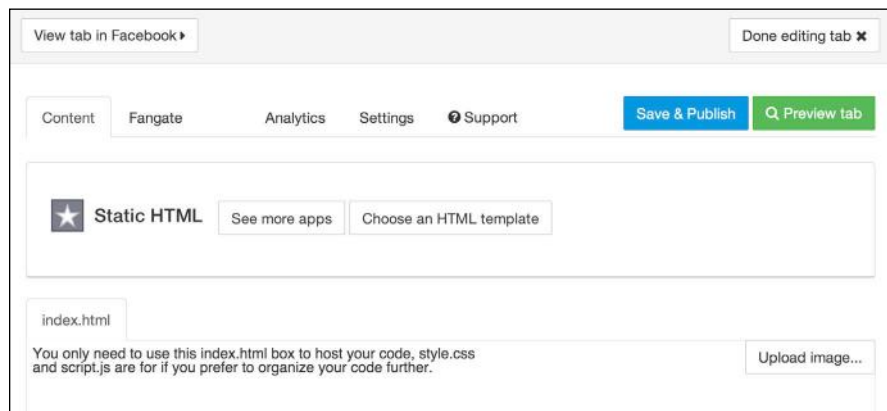 View tab in Facebook
Done editing tab ✖
Content Fangate Analytics Settings Support Save & Publish Preview tab
Static HTML See more apps Choose an HTML template
index.html
You only need to use this index.html box to host your code, style.css
and script.js are for if you prefer to organize your code further.
Upload image...